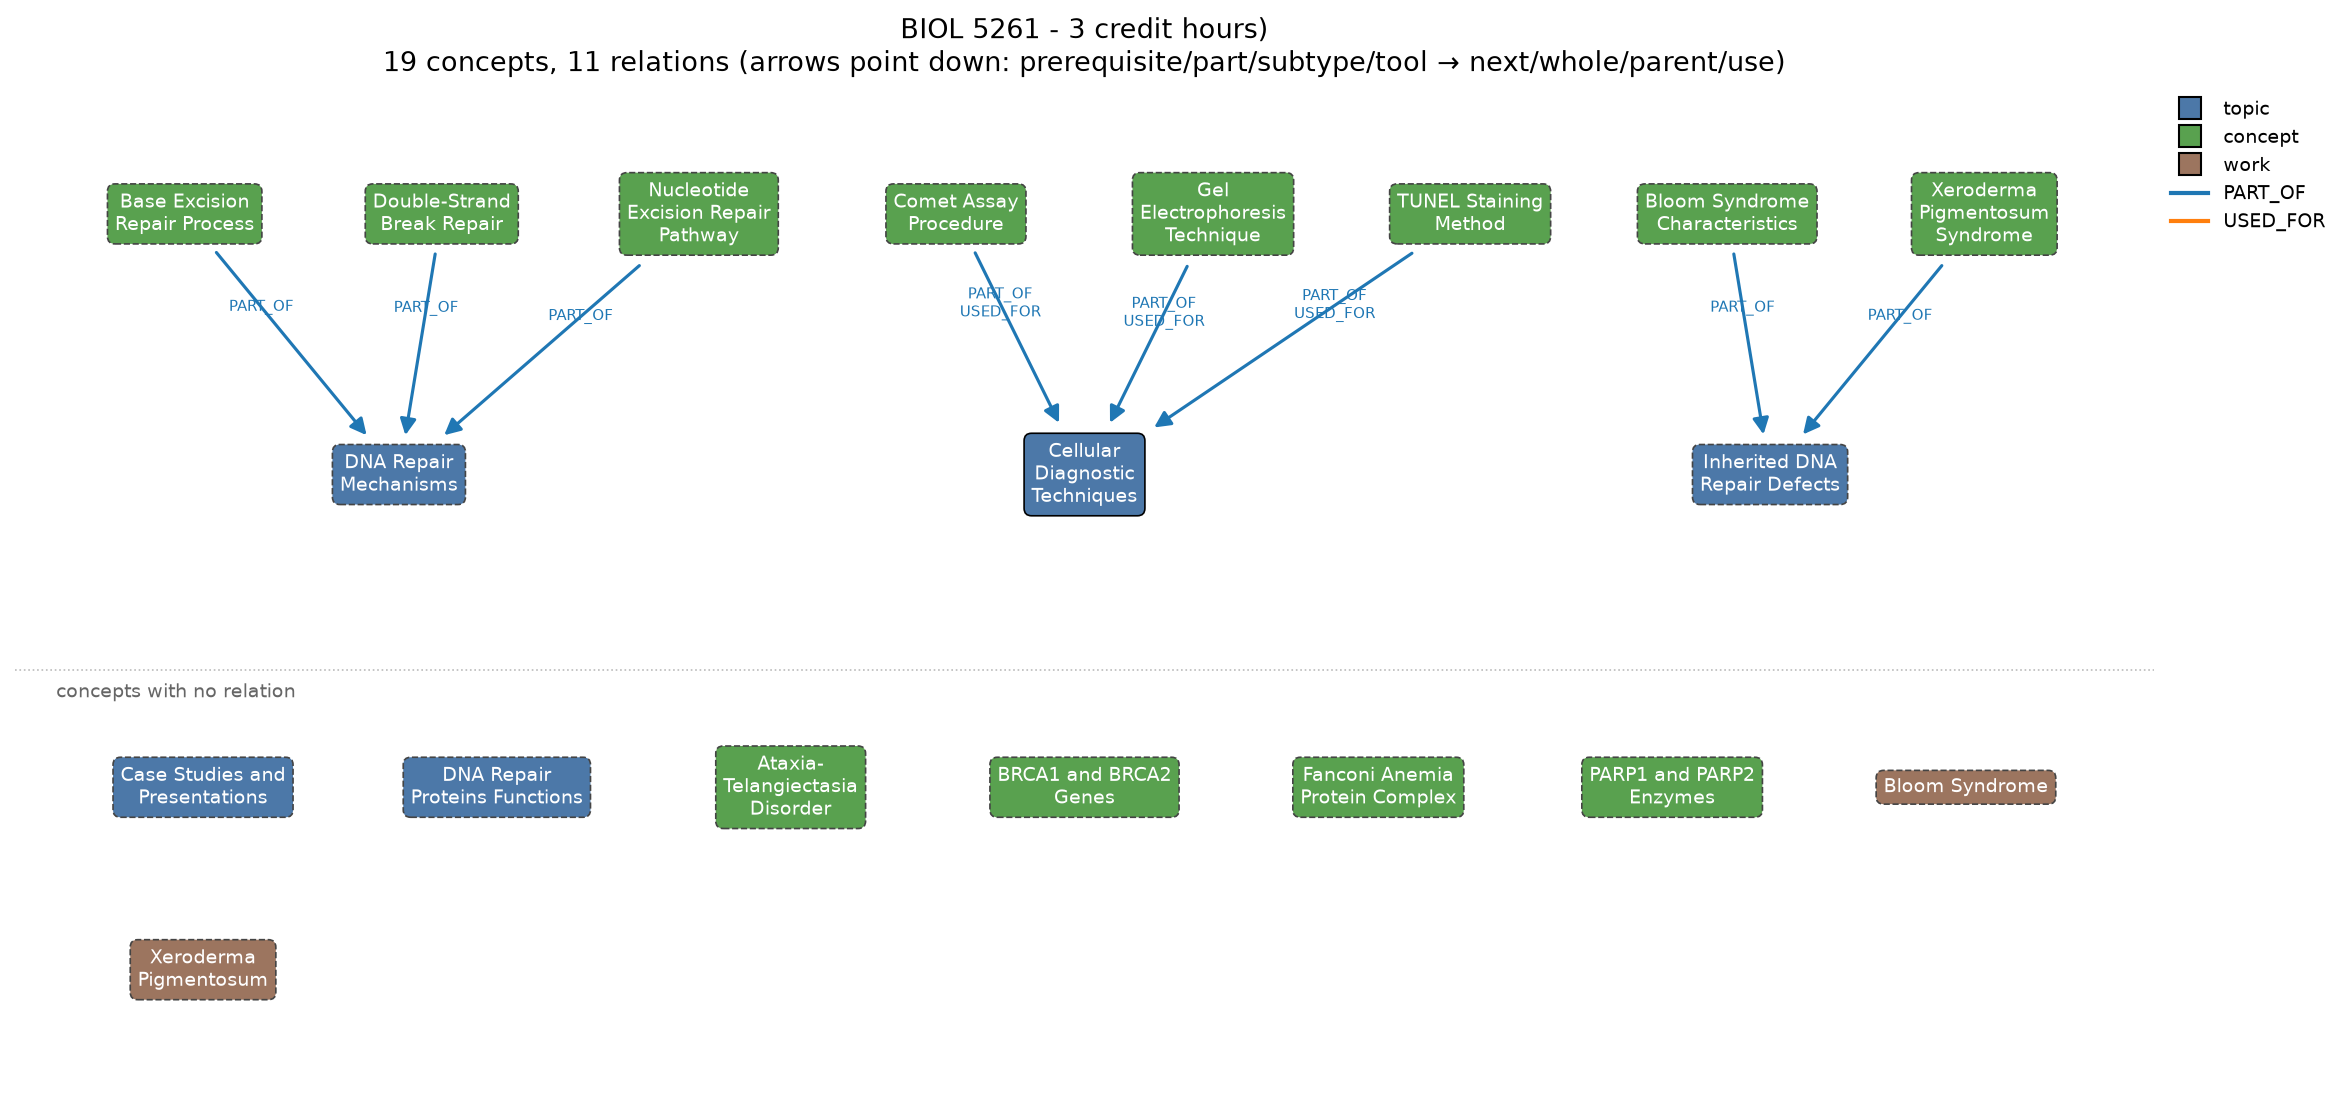 BIOL 5261 - 3 credit hours)
19 concepts, 11 relations (arrows point down: prerequisite/part/subtype/tool → next/whole/parent/use)
topic
concept
work
PART_OF
USED_FOR
Base Excision
Repair Process
Double-Strand
Break Repair
Nucleotide
Excision Repair
Pathway
Comet Assay
Procedure
Gel
Electrophoresis
Technique
TUNEL Staining
Method
Bloom Syndrome
Characteristics
Xeroderma
Pigmentosum
Syndrome
PART_OF
PART_OF
PART_OF
PART_OF
USED_FOR
PART_OF
USED_FOR
PART_OF
USED_FOR
PART_OF
PART_OF
DNA Repair
Mechanisms
Cellular
Diagnostic
Techniques
Inherited DNA
Repair Defects
concepts with no relation
Case Studies and
Presentations
DNA Repair
Proteins Functions
Ataxia-
Telangiectasia
Disorder
BRCA1 and BRCA2
Genes
Fanconi Anemia
Protein Complex
PARP1 and PARP2
Enzymes
Bloom Syndrome
Xeroderma
Pigmentosum